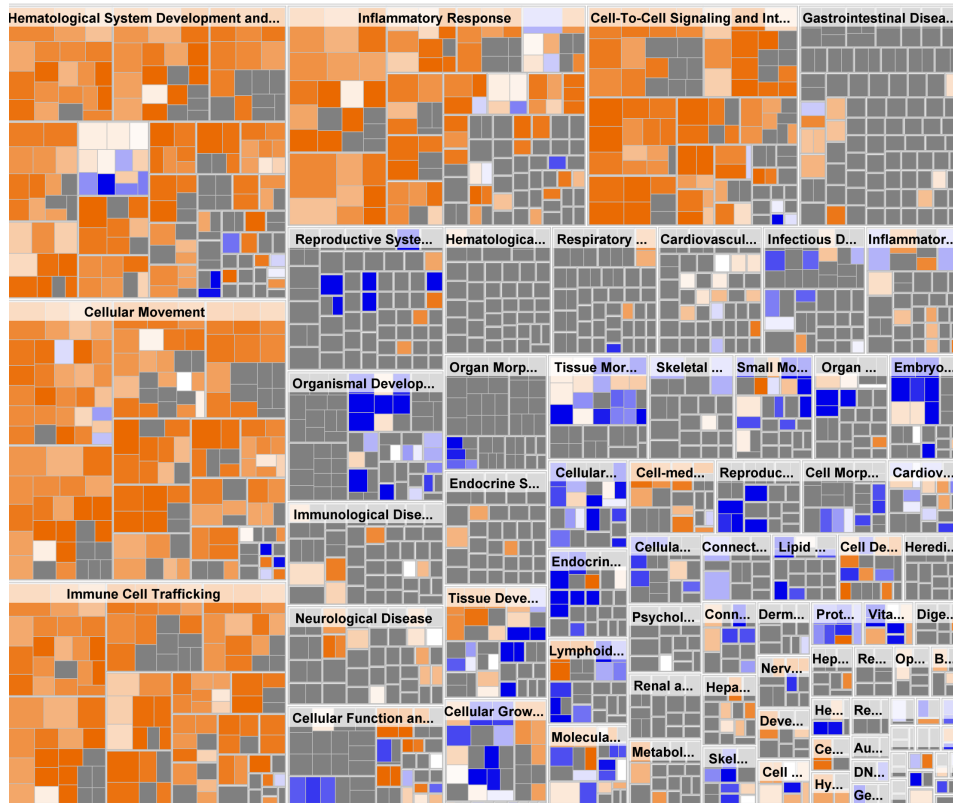 Hematological System Development and...
Inflammatory Response
Cell-To-Cell Signaling and Int...
Gastrointestinal Disea...
Reproductive Syste...
Hematologica...
Respiratory ...
Cardiovascul...
Infectious D...
Inflammator...
Cellular Movement
Organismal Develop...
Organ Morp...
Tissue Mor...
Skeletal ...
Small Mo...
Organ ...
Embryo...
Endocrine S...
Cellular...
Cell-med...
Reproduc...
Cell Morp...
Cardiov...
Immunological Dise...
Endocrin...
Cellula...
Connect...
Lipid ...
Cell De...
Heredi...
Immune Cell Trafficking
Neurological Disease
Tissue Deve...
Psychol...
Conn...
Derm...
Prot...
Vita...
Dige...
Lymphoid...
Renal a...
Hepa...
Nerv...
Hep...
Re...
Op...
B...
Cellular Function an...
Cellular Grow...
Molecula...
Metabol...
Skel...
Deve...
Cell ...
He...
Re...
Ce...
Au...
Hy...
DN...
Ge...